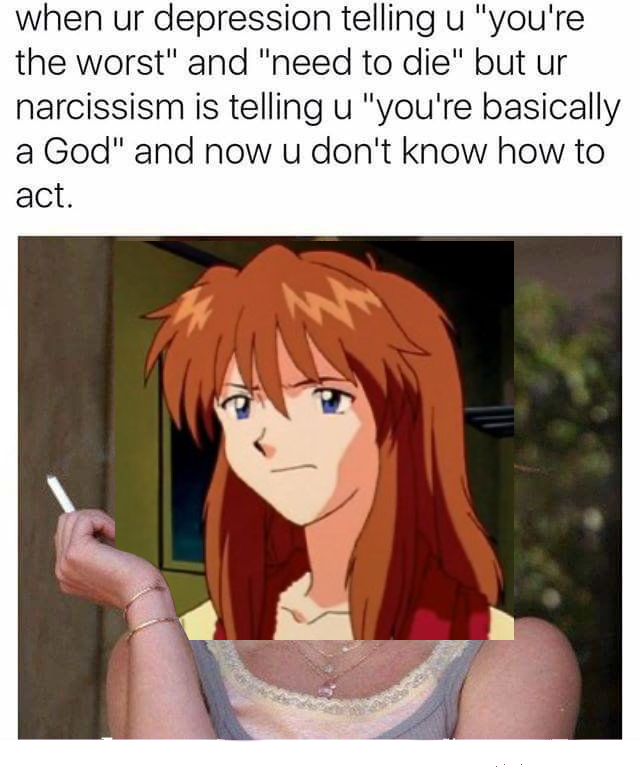 when ur depression telling u "you're
the worst" and "need to die" but ur
narcissism is telling u "you're basically
a God" and now u don't know how to
act.